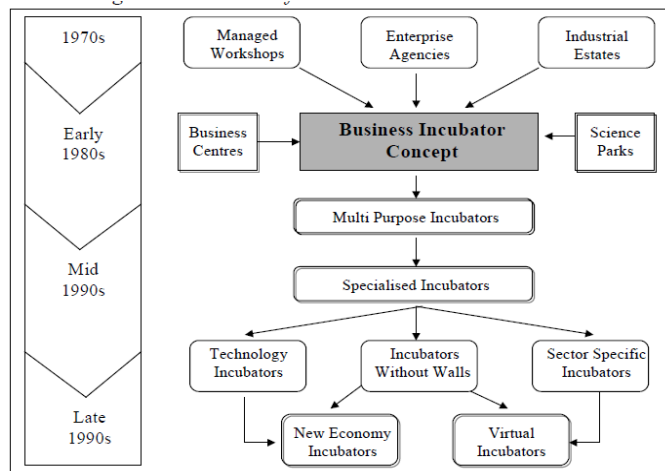 1970s
Managed
Workshops
Enterprise
Agencies
Industrial
Estates
Early
1980s
Business
Centres
Business Incubator
Concept
Science
Parks
Multi Purpose Incubators
Mid
1990s
Specialised Incubators
Technology
Incubators
Incubators
Without Walls
Sector Specific
Incubators
Late
1990s
New Economy
Incubators
Virtual
Incubators